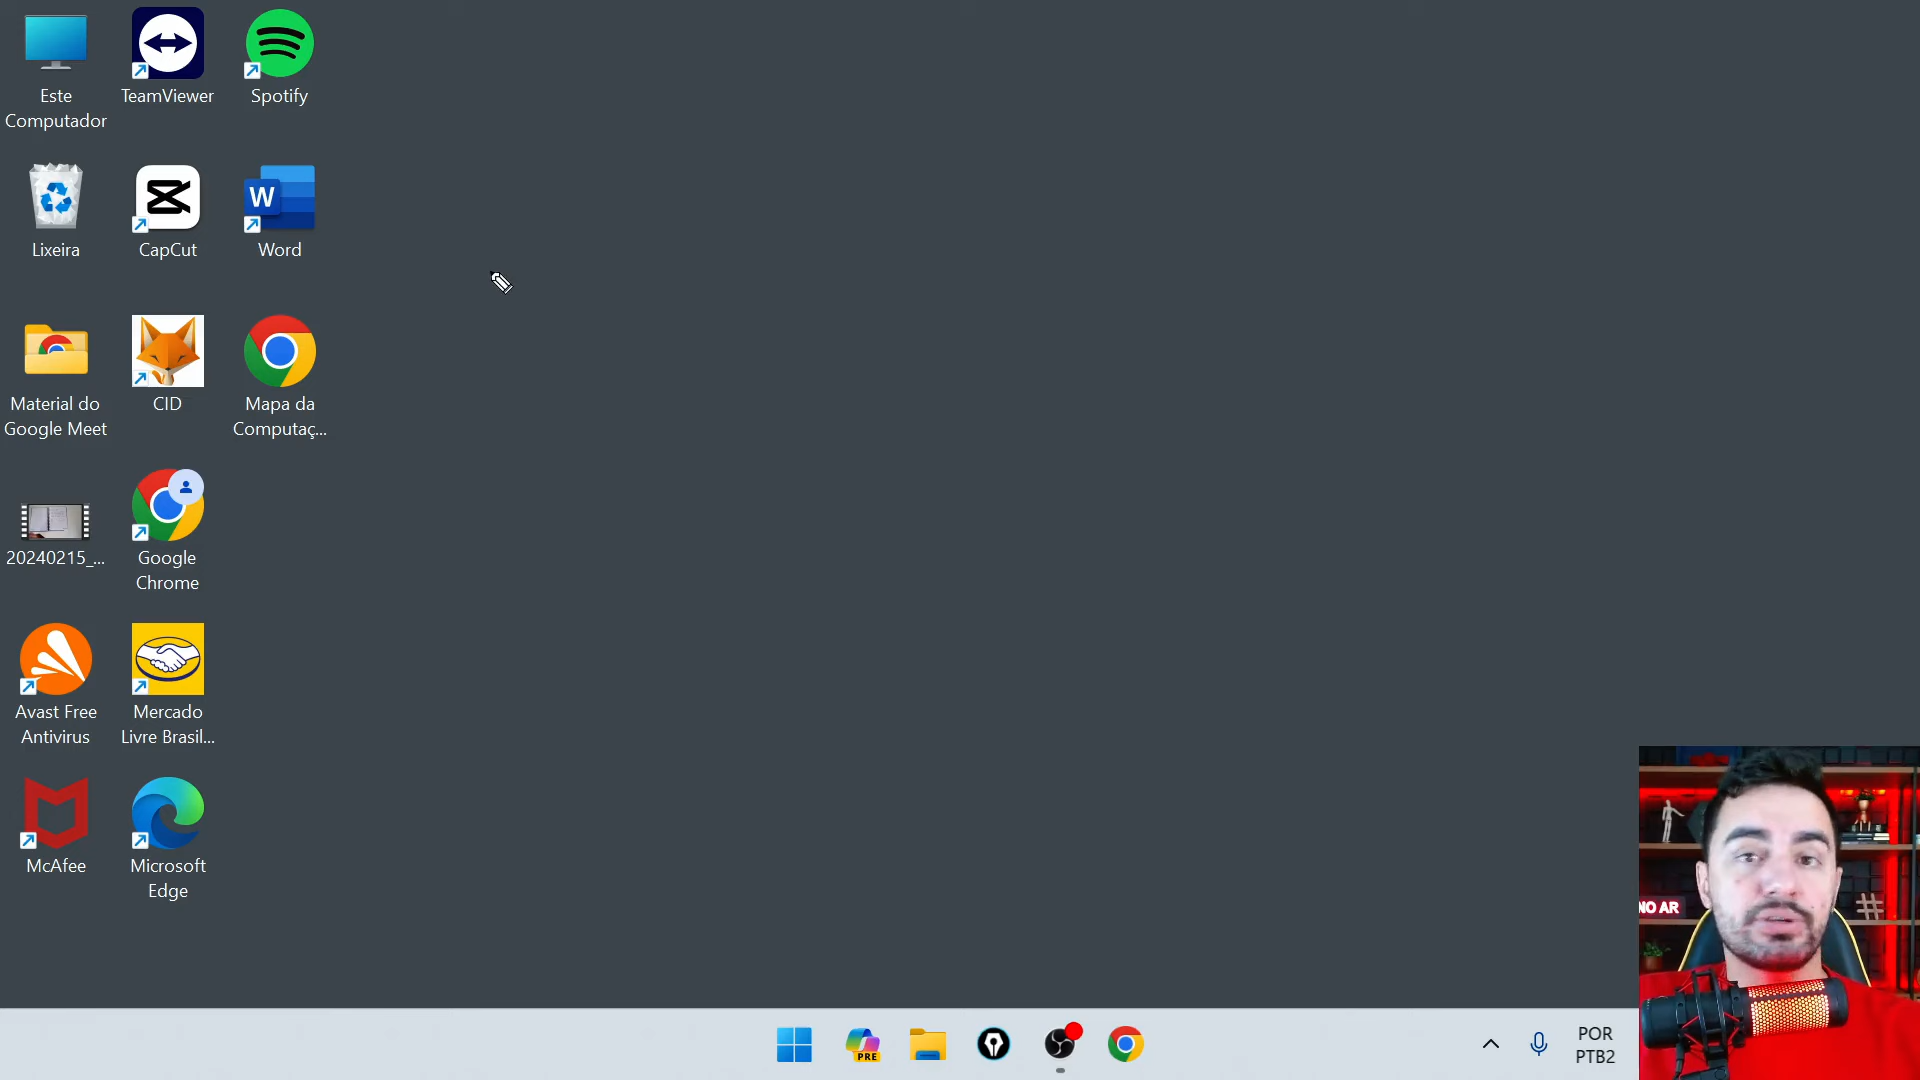 Este
Computador
TeamViewer
Spotify
Lixeira
CapCut
W
Word
Material do
Google Meet
CID
Mapa da
Computaç...
20240215_...
Google
Chrome
Avast Free
Antivirus
Mercado
Livre Brasil...
McAfee
Microsoft
Edge
PRE
POR
PTB2
NO AR